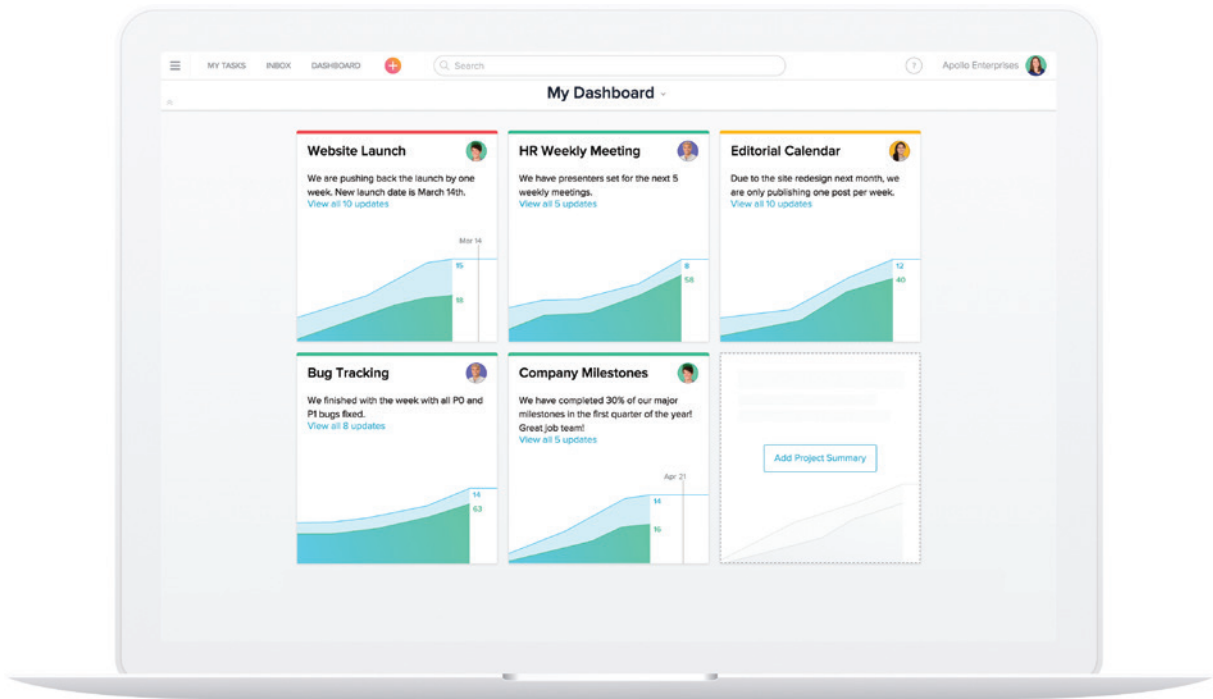 MY TASKS INBOX DASHBOARD + Search ? Apollo Enterprises
My Dashboard
Website Launch
We are pushing back the launch by one
week. New launch date is March 14th.
View all 10 updates
Mar 14
15
18
HR Weekly Meeting
We have presenters set for the next 5
weekly meetings.
View all 5 updates
8
58
Editorial Calendar
Due to the site redesign next month, we
are only publishing one post per week.
View all 10 updates
12
40
Bug Tracking
We finished with the week with all P0 and
P1 bugs fixed.
View all 8 updates
14
63
Company Milestones
We have completed 30% of our major
milestones in the first quarter of the year!
Great job team!
View all 5 updates
Apr 21
14
16
Add Project Summary